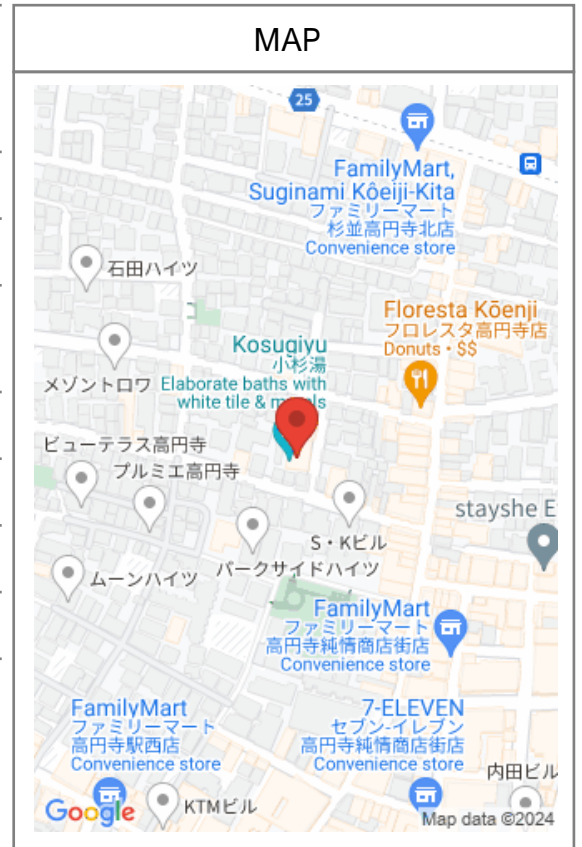 MAP
25
FamilyMart,
Suginami Kôeiji-Kita
ファミリーマート
杉並高円寺北店
Convenience store
石田ハイツ
Floresta Kōenji
フロレスタ高円寺店
Donuts・$$
Kosugiyu
小杉湯
Elaborate baths with
white tile & m ls
メゾントロワ
ビューテラス高円寺
プルミエ高円寺
stayshe E
S・Kビル
パークサイドハイツ
ムーンハイツ
FamilyMart
ファミリーマート
高円寺純情商店街店
Convenience store
FamilyMart
ファミリーマート
高円寺駅西店
Convenience store
7-ELEVEN
セブン-イレブン
高円寺純情商店街店
Convenience store
内田ビル
KTMビル
Google
Map data ©2024